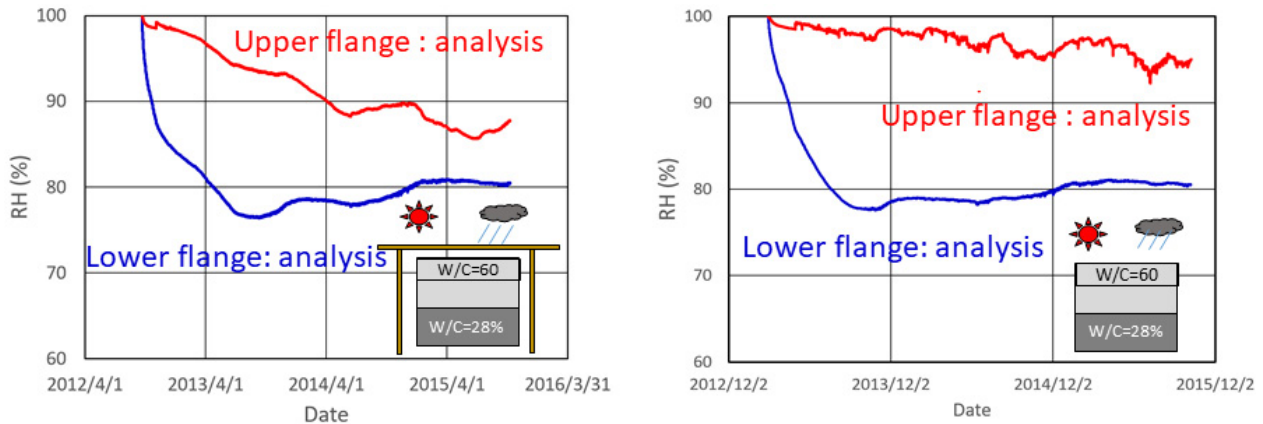 100
90
80
70
60
RH (%)
Upper flange : analysis
Lower flange: analysis
W/C=60
W/C=28%
2012/4/1
2013/4/1
2014/4/1
2015/4/1
2016/3/31
Date
100
90
80
70
60
RH (%)
Upper flange : analysis
Lower flange: analysis
W/C=60
W/C=28%
2012/12/2
2013/12/2
2014/12/2
2015/12/2
Date